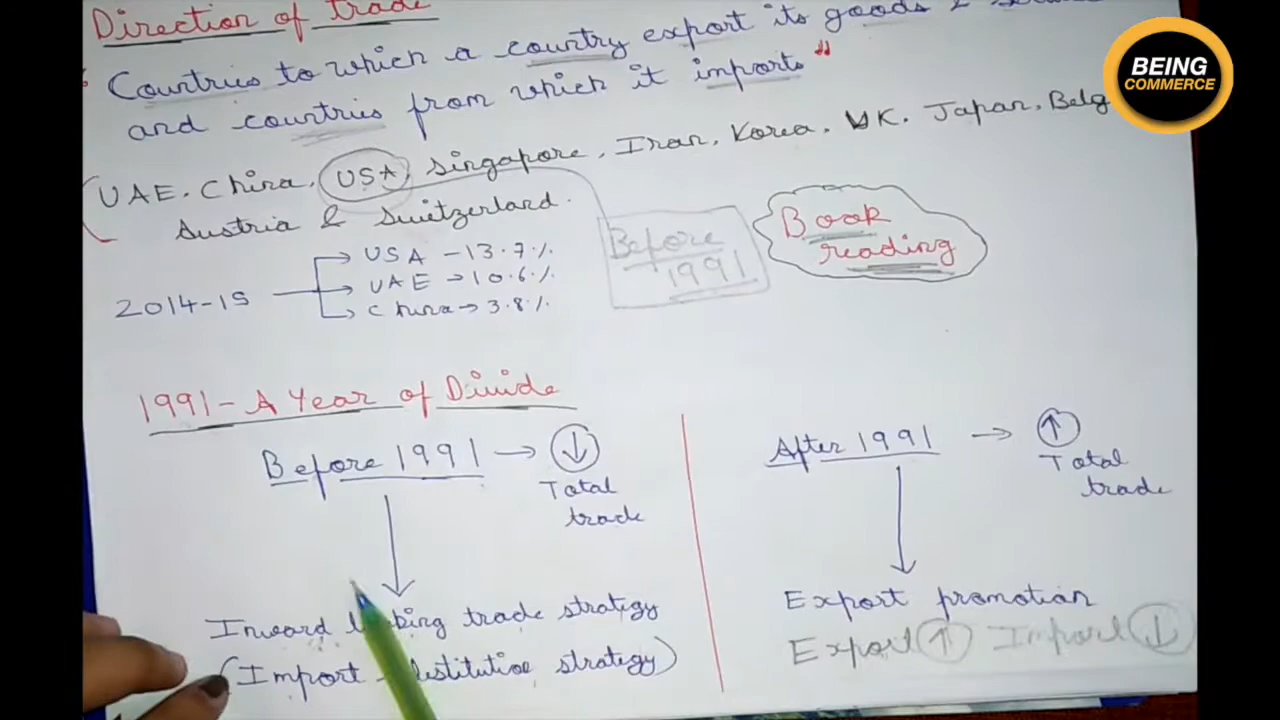 Direction of trade
Countries to which a country export its goods &
and countries from which it imports "
BEING
COMMERCE
(UAE, China, USA, Singapore, Iran, Korea, UK, Japan, Belg
Austria & Switzerland.
Before
1991
Book
reading
2014-15
USA - 13.7%
UAE → 10.6%
China → 3.8%
1991 - A Year of Divide
Before 1991 → ↓
Total
trade
After 1991 → ↑
Total
trade
Inward trade strategy
(Import strategy)
Export promotion
Export ↑ Import ↓